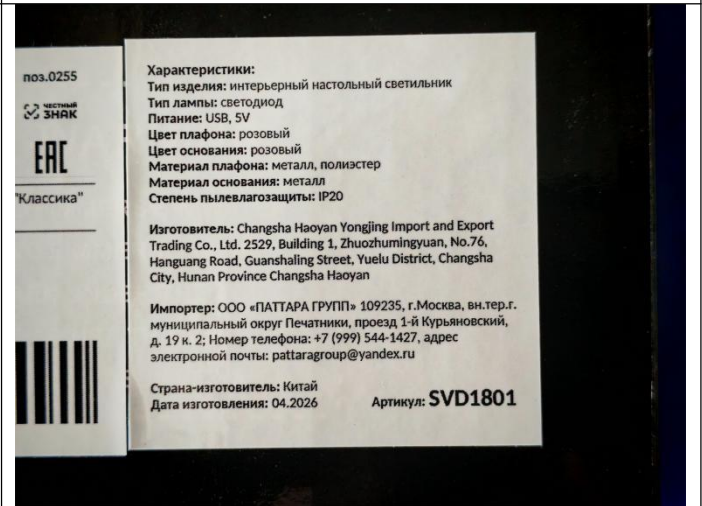 поз.0255
ЧЕСТНЫЙ
ЗНАК
EAC
"Классика"
Характеристики:
Тип изделия: интерьерный настольный светильник
Тип лампы: светодиод
Питание: USB, 5V
Цвет плафона: розовый
Цвет основания: розовый
Материал плафона: металл, полиэстер
Материал основания: металл
Степень пылевлагозащиты: IP20
Изготовитель: Changsha Haoyan Yongjing Import and Export
Trading Co., Ltd. 2529, Building 1, Zhuozhumingyuan, No.76,
Hanguang Road, Guanshaling Street, Yuelu District, Changsha
City, Hunan Province Changsha Haoyan
Импортер: ООО «ПАТТАРА ГРУПП» 109235, г.Москва, вн.тер.г.
муниципальный округ Печатники, проезд 1-й Курьяновский,
д. 19 к. 2; Номер телефона: +7 (999) 544-1427, адрес
электронной почты: pattaragroup@yandex.ru
Страна-изготовитель: Китай
Дата изготовления: 04.2026 Артикул: SVD1801